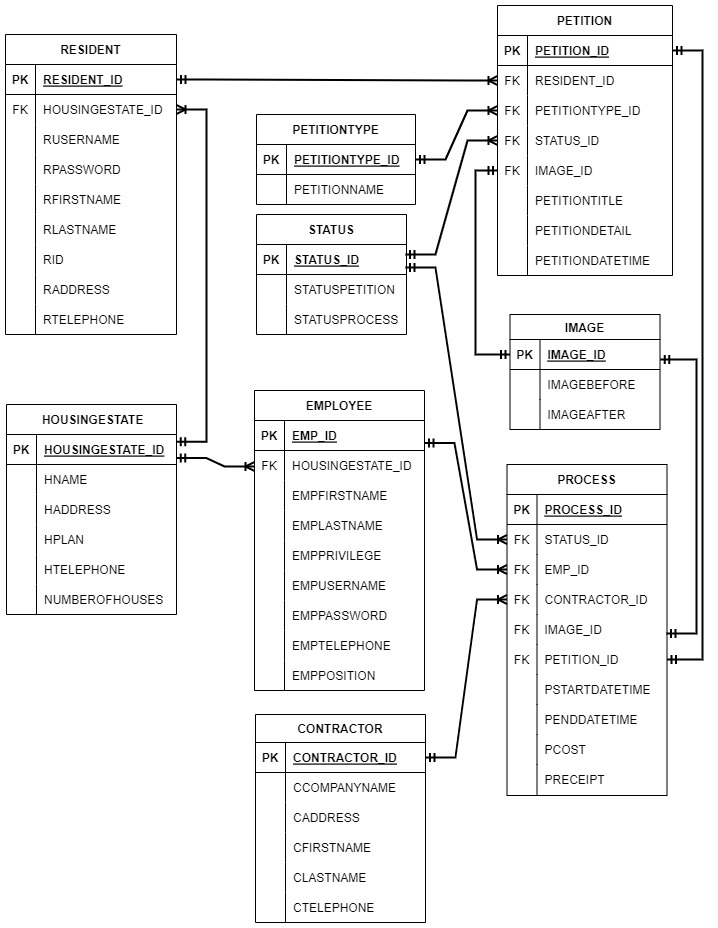 RESIDENT
PK RESIDENT_ID
FK HOUSINGESTATE_ID
RUSERNAME
RPASSWORD
RFIRSTNAME
RLASTNAME
RID
RADDRESS
RTELEPHONE
PETITIONTYPE
PK PETITIONTYPE_ID
PETITIONNAME
STATUS
PK STATUS_ID
STATUSPETITION
STATUSPROCESS
PETITION
PK PETITION_ID
FK RESIDENT_ID
FK PETITIONTYPE_ID
FK STATUS_ID
FK IMAGE_ID
PETITIONTITLE
PETITIONDETAIL
PETITIONDATETIME
IMAGE
PK IMAGE_ID
IMAGEBEFORE
IMAGEAFTER
HOUSINGESTATE
PK HOUSINGESTATE_ID
HNAME
HADDRESS
HPLAN
HTELEPHONE
NUMBEROFHOUSES
EMPLOYEE
PK EMP_ID
FK HOUSINGESTATE_ID
EMPFIRSTNAME
EMPLASTNAME
EMPPRIVILEGE
EMPUSERNAME
EMPPASSWORD
EMPTELEPHONE
EMPPOSITION
PROCESS
PK PROCESS_ID
FK STATUS_ID
FK EMP_ID
FK CONTRACTOR_ID
FK IMAGE_ID
FK PETITION_ID
PSTARTDATETIME
PENDDATETIME
PCOST
PRECEIPT
CONTRACTOR
PK CONTRACTOR_ID
CCOMPANYNAME
CADDRESS
CFIRSTNAME
CLASTNAME
CTELEPHONE